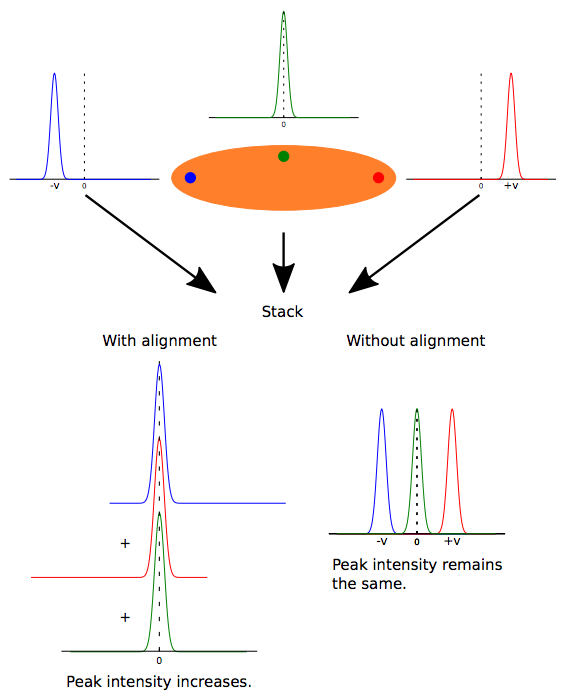 0
-v 0
0 +v
Stack
With alignment
Without alignment
+
-v 0 +v
Peak intensity remains
the same.
+
0
Peak intensity increases.